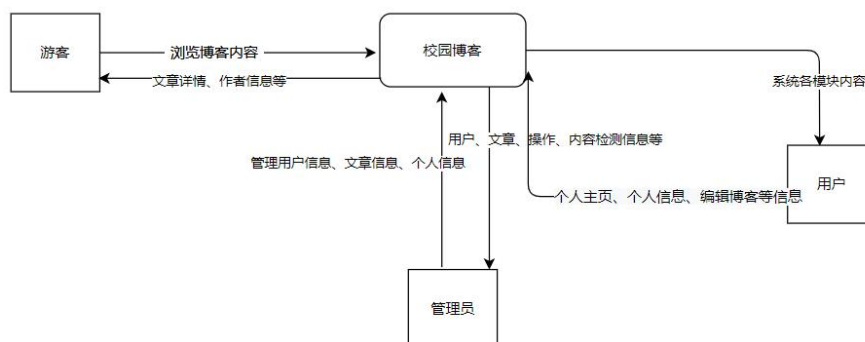 游客
浏览博客内容
校园博客
文章详情、作者信息等
系统各模块内容
用户、文章、操作、内容检测信息等
管理用户信息、文章信息、个人信息
用户
个人主页、个人信息、编辑博客等信息
管理员